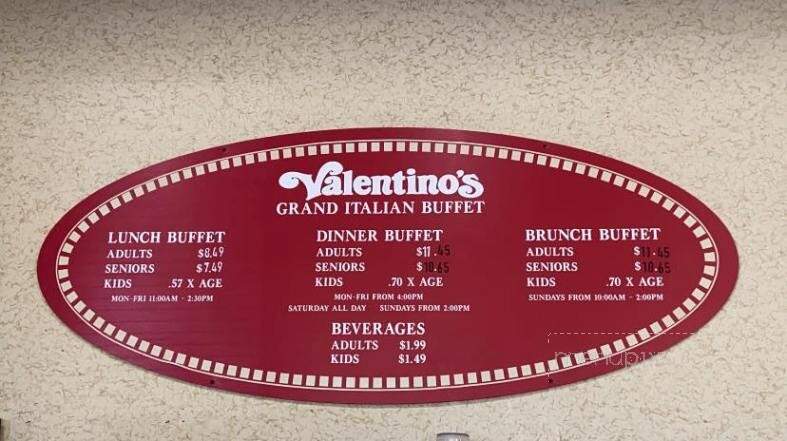 Valentino's
GRAND ITALIAN BUFFET
LUNCH BUFFET
ADULTS $8.49
SENIORS $7.49
KIDS .57 X AGE
MON-FRI 11:00AM - 2:30PM
DINNER BUFFET
ADULTS $11.45
SENIORS $10.65
KIDS .70 X AGE
MON-FRI FROM 4:00PM
SATURDAY ALL DAY SUNDAYS FROM 2:00PM
BRUNCH BUFFET
ADULTS $11.45
SENIORS $10.65
KIDS .70 X AGE
SUNDAYS FROM 10:00AM - 2:00PM
BEVERAGES
ADULTS $1.99
KIDS $1.49